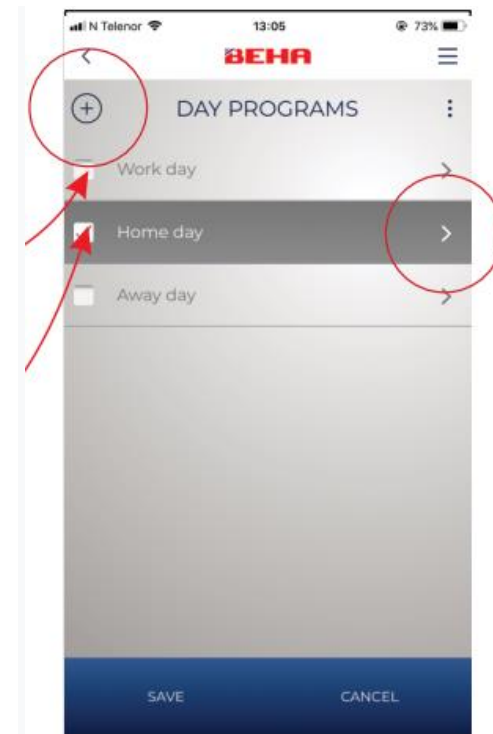 N Telenor 13:05 73%
BEHA
DAY PROGRAMS
Work day
Home day
Away day
SAVE CANCEL